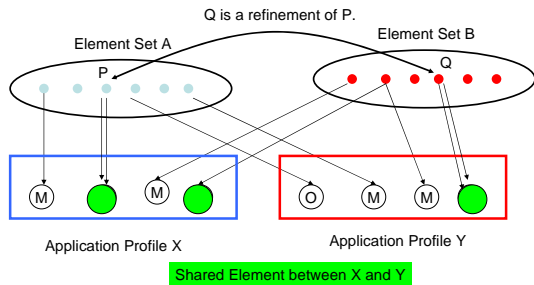 Q is a refinement of P.
Element Set A
Element Set B
P
Q
M
M
O
M
M
Application Profile X
Application Profile Y
Shared Element between X and Y